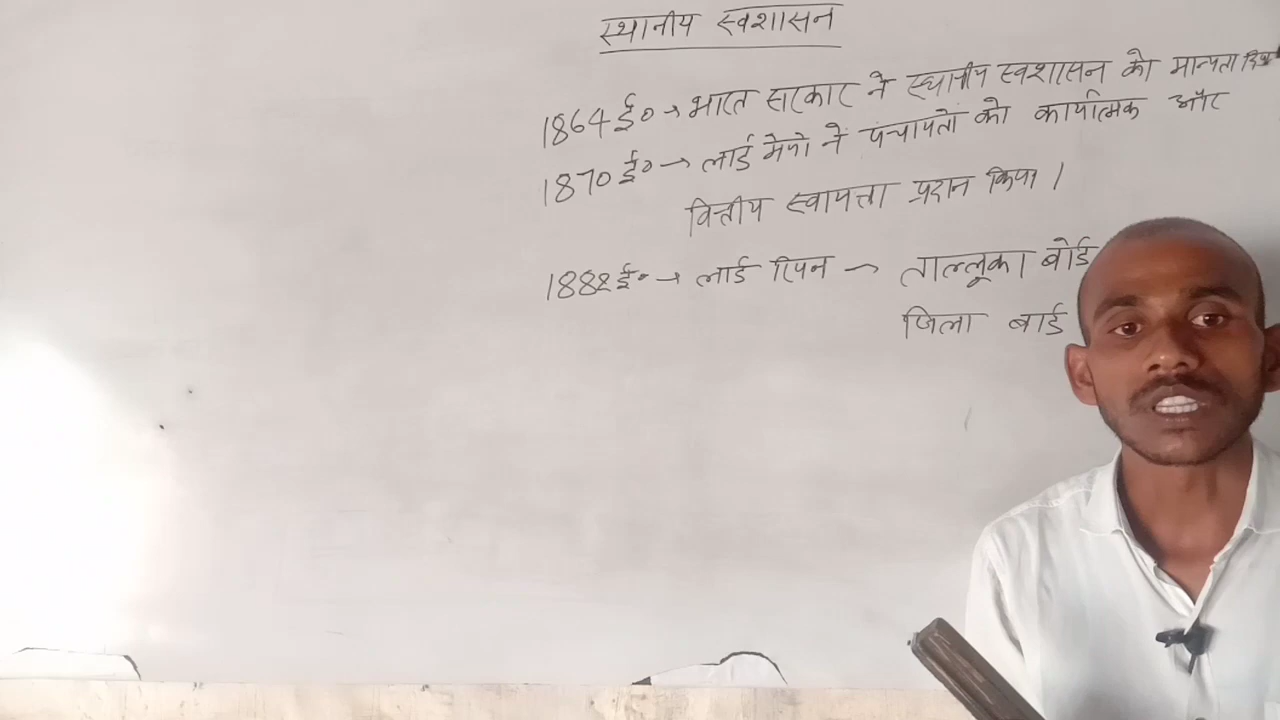 स्थानीय स्वशासन
1864 ई० → भारत सरकार ने स्थानीय स्वशासन को मान्यता दिया
1870 ई० → लार्ड मेयो ने पंचायतों को कार्यात्मक और
वित्तीय स्वायत्ता प्रदान किया।
1882 ई० → लार्ड रिपन → ताल्लूका बोर्ड
जिला बोर्ड